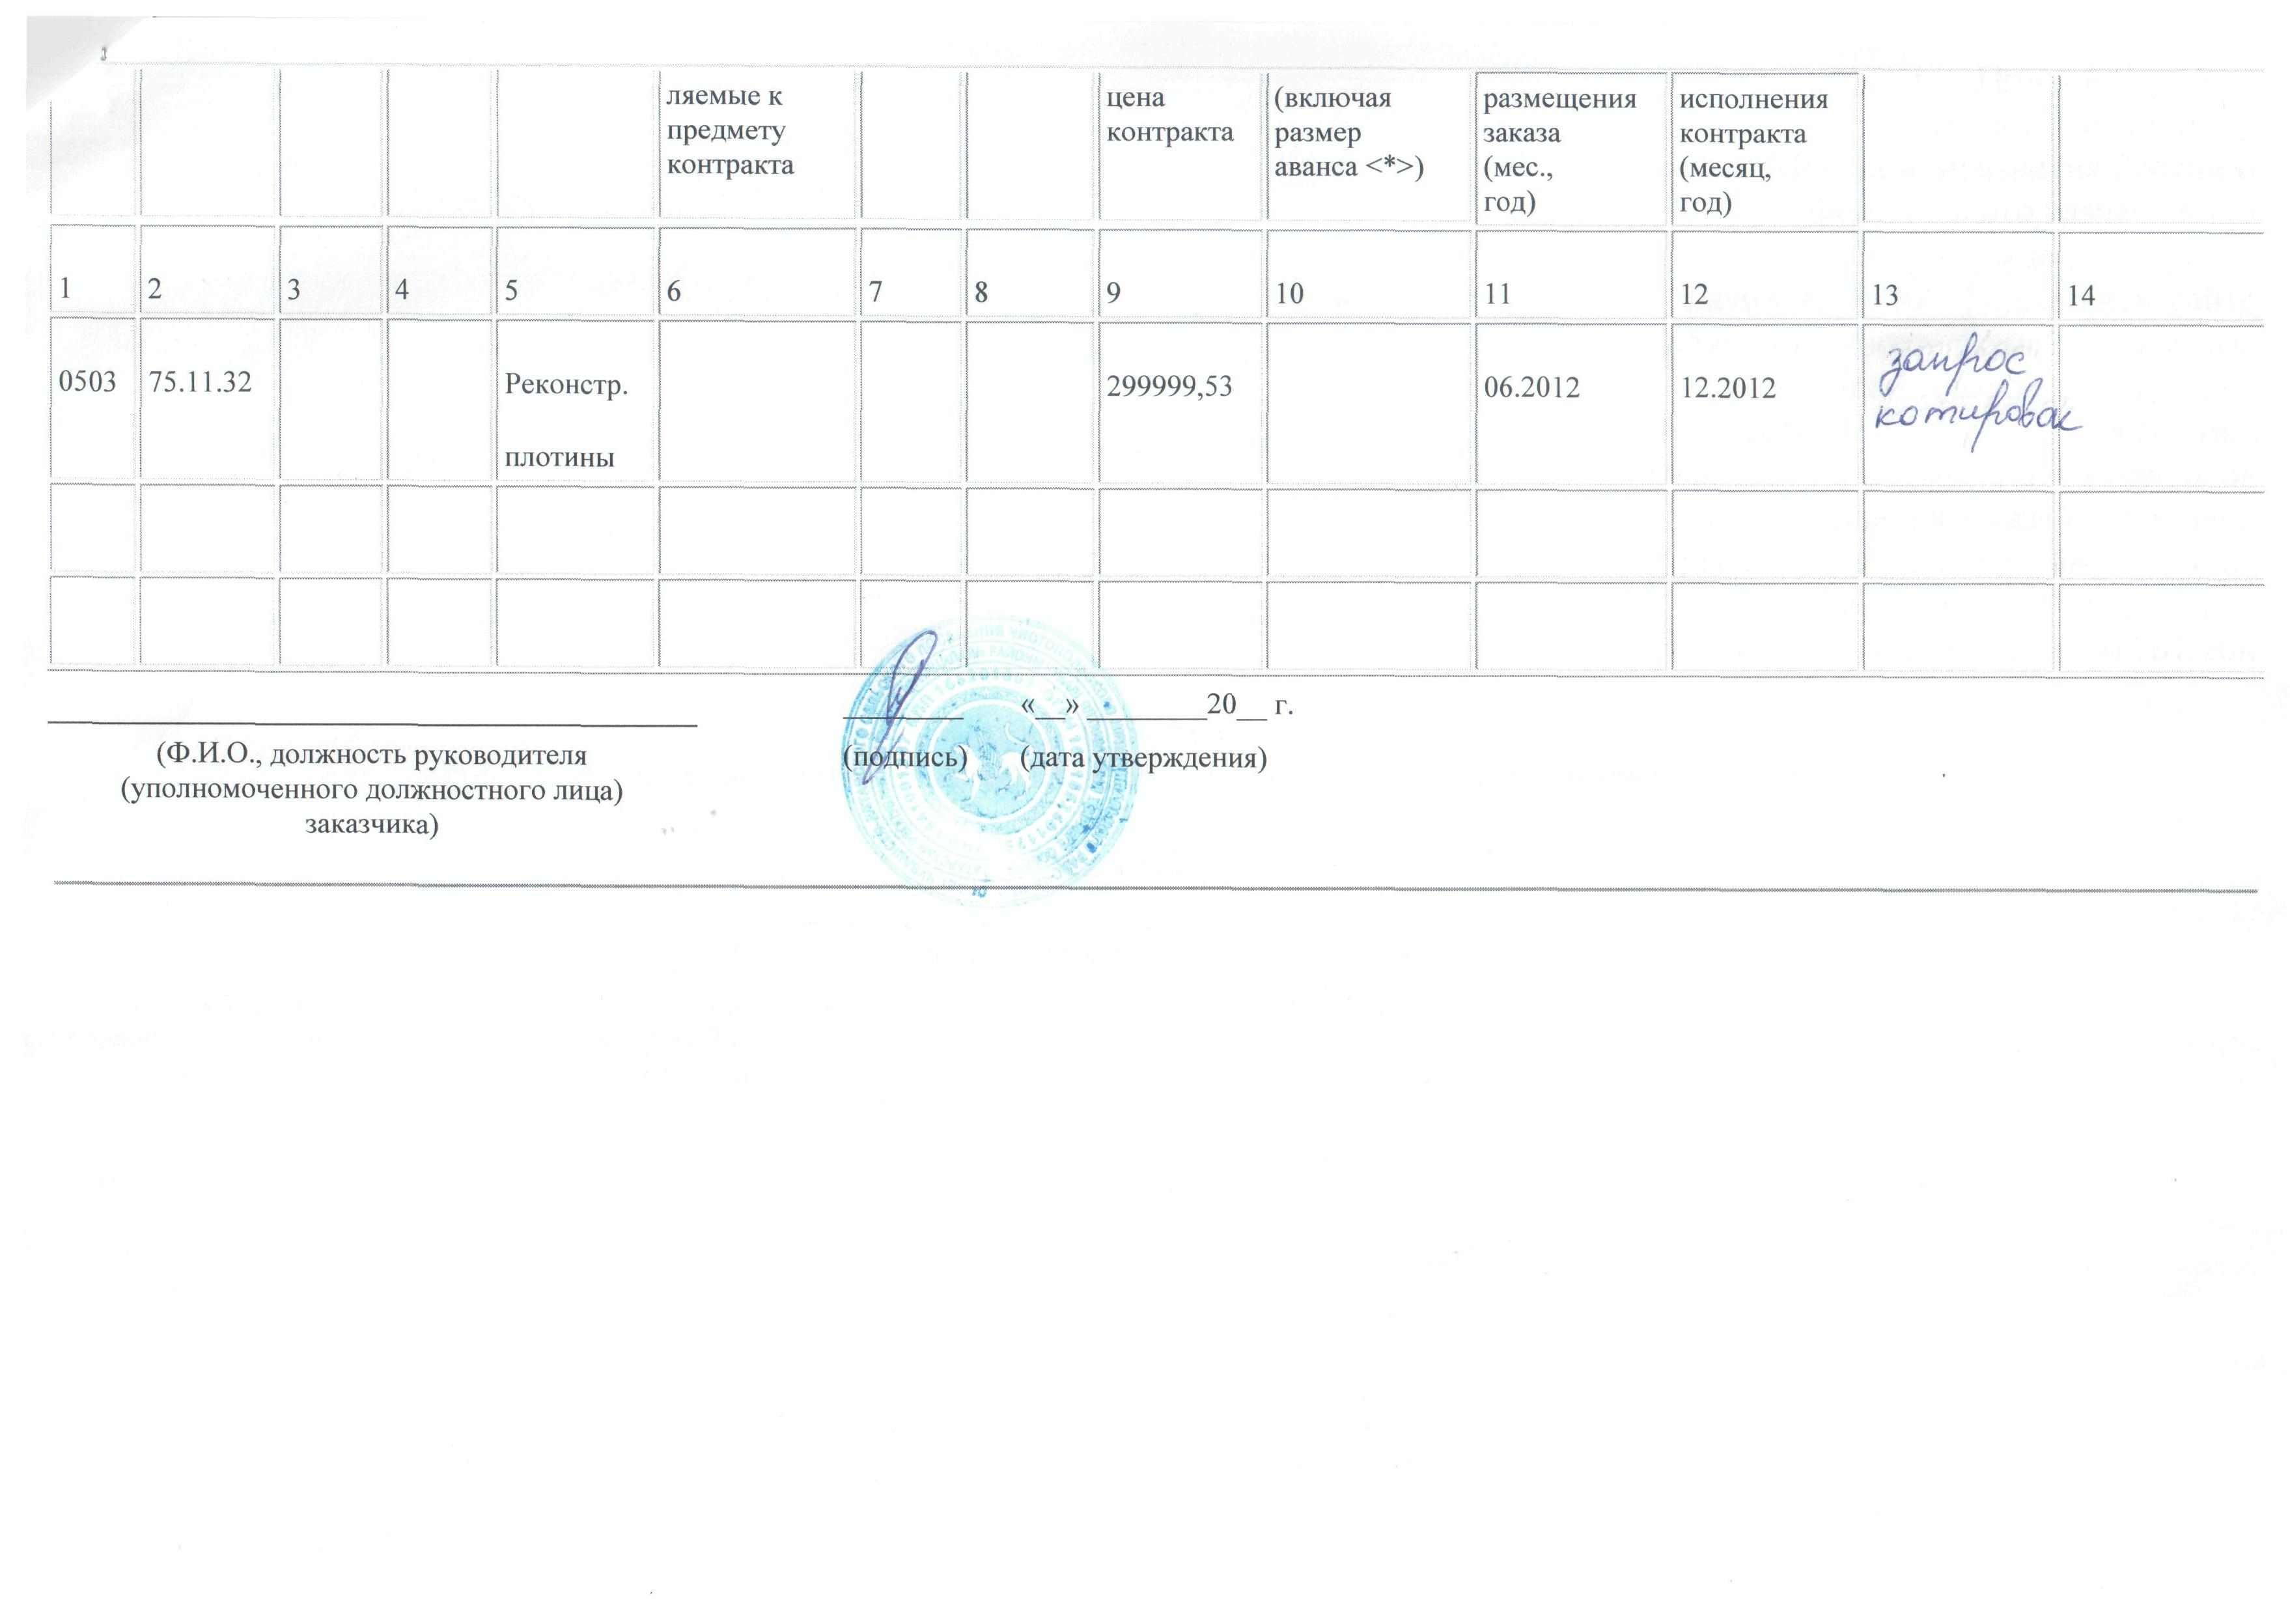 ляемые к предмету контракта
цена контракта
(включая размер аванса <*>)
размещения заказа (мес., год)
исполнения контракта (месяц, год)
1 2 3 4 5 6 7 8 9 10 11 12 13 14
0503 75.11.32 Реконстр. плотины 299999,53 06.2012 12.2012 запрос котировок
«__» ________20__ г.
(Ф.И.О., должность руководителя
(уполномоченного должностного лица)
заказчика)
(подпись) (дата утверждения)